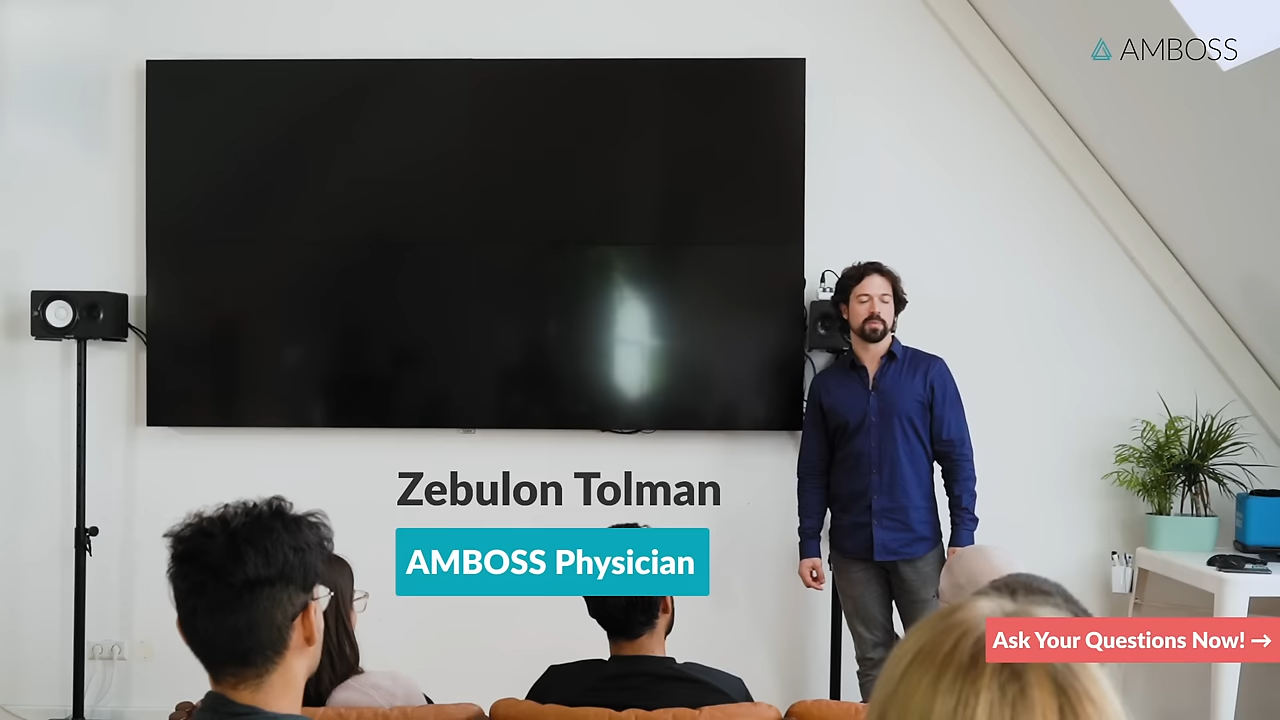 AMBOSS
Zebulon Tolman
AMBOSS Physician
Ask Your Questions Now! →